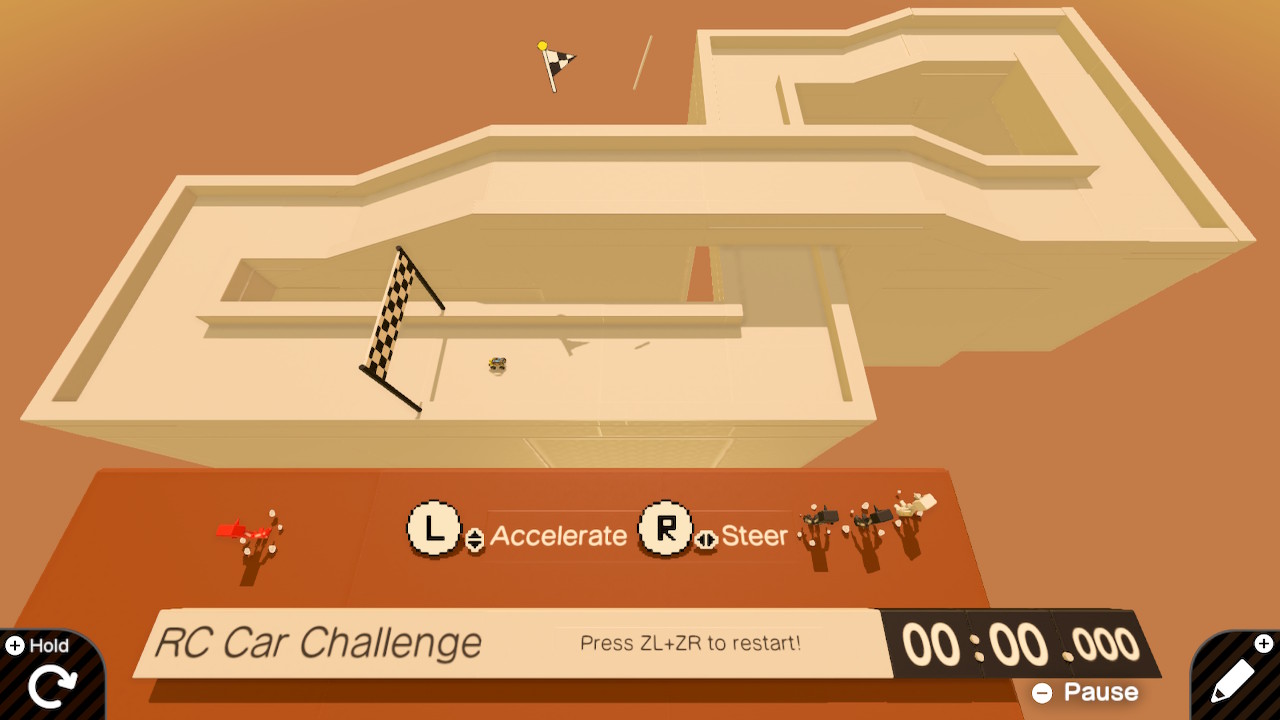 L Accelerate R Steer
Hold
RC Car Challenge
Press ZL+ZR to restart!
00:00.000
Pause